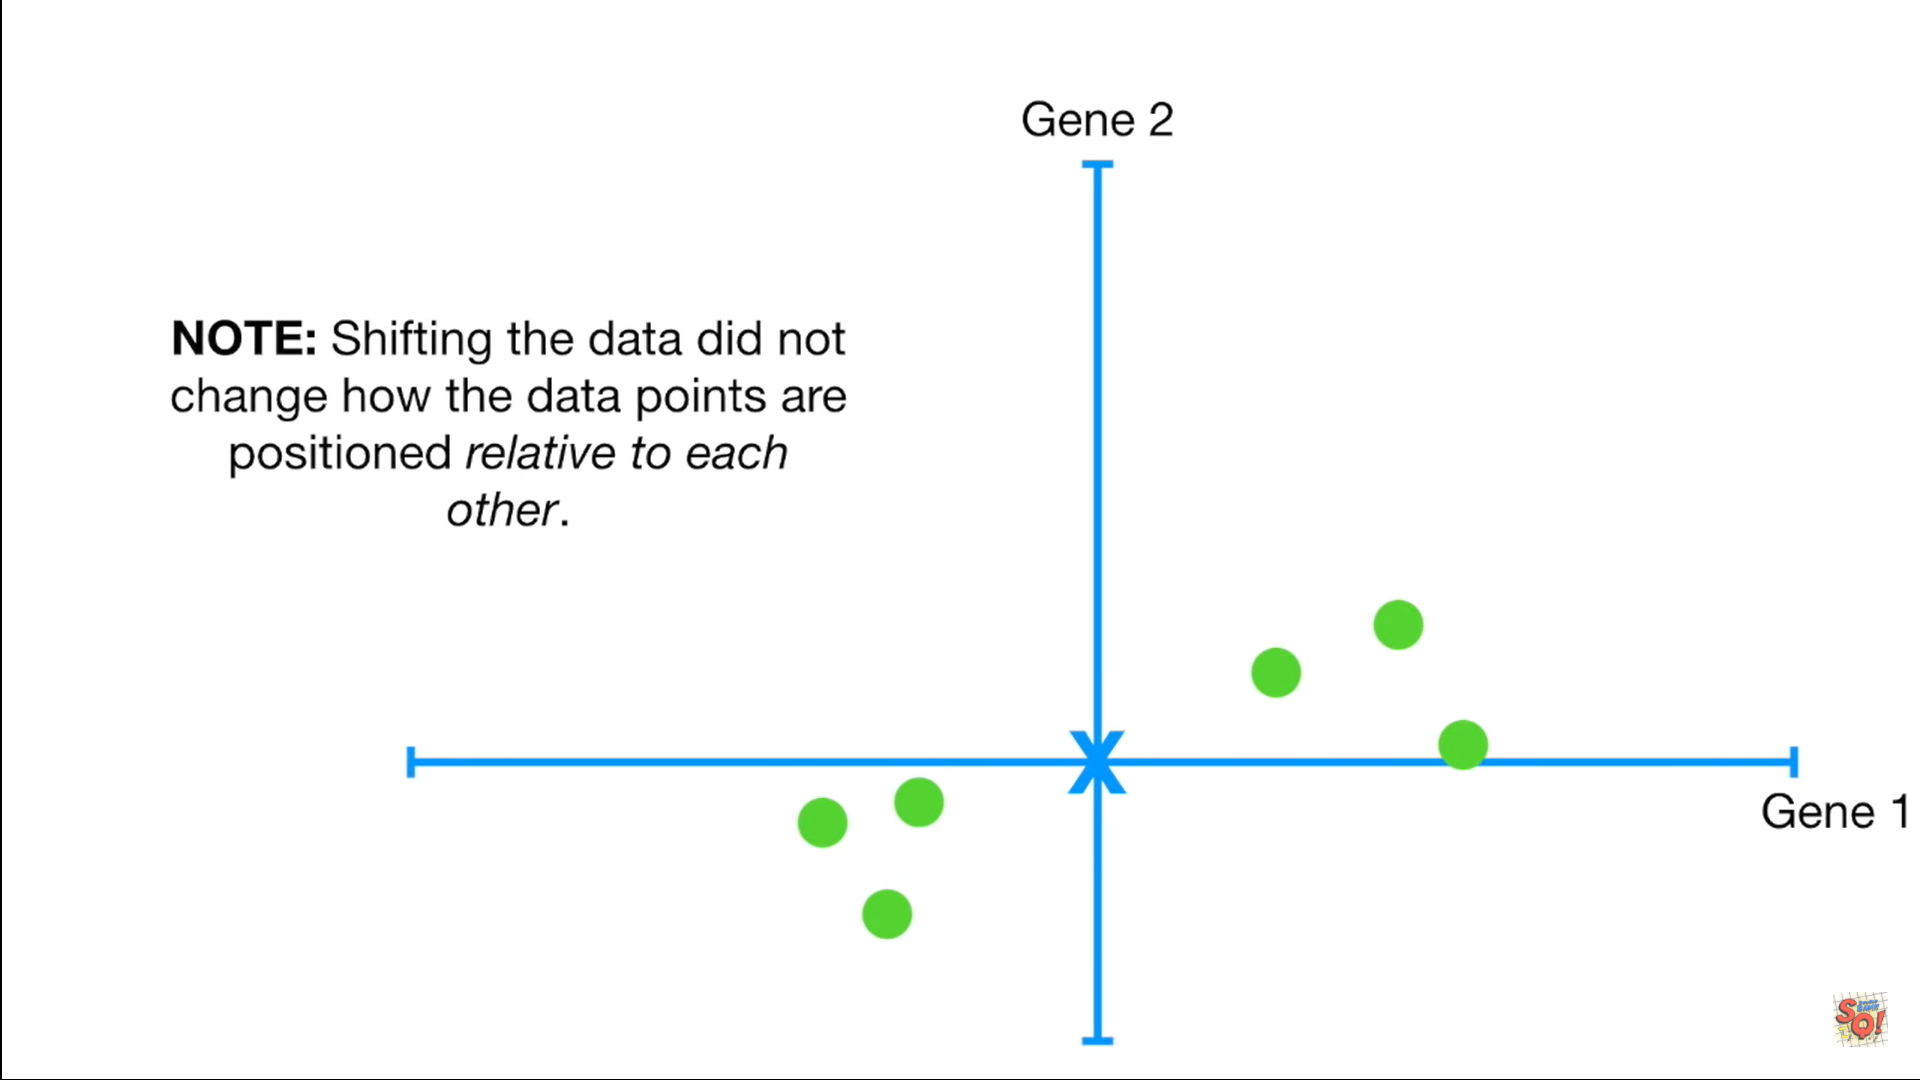 Gene 2
NOTE: Shifting the data did not
change how the data points are
positioned relative to each
other.
X
Gene 1
SQ!